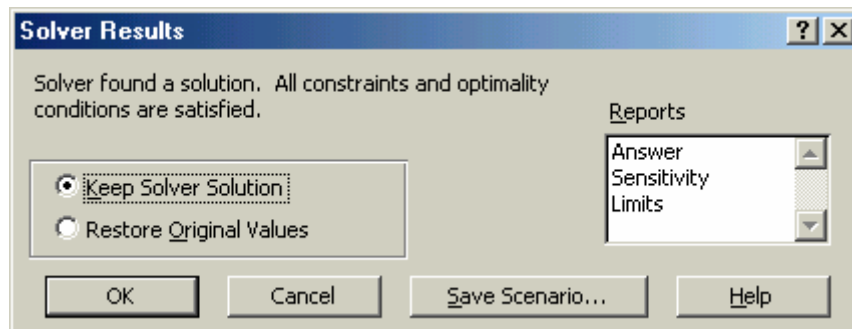 Solver Results
Solver found a solution. All constraints and optimality
conditions are satisfied.
Reports
Answer
Sensitivity
Limits
Keep Solver Solution
Restore Original Values
OK Cancel Save Scenario... Help